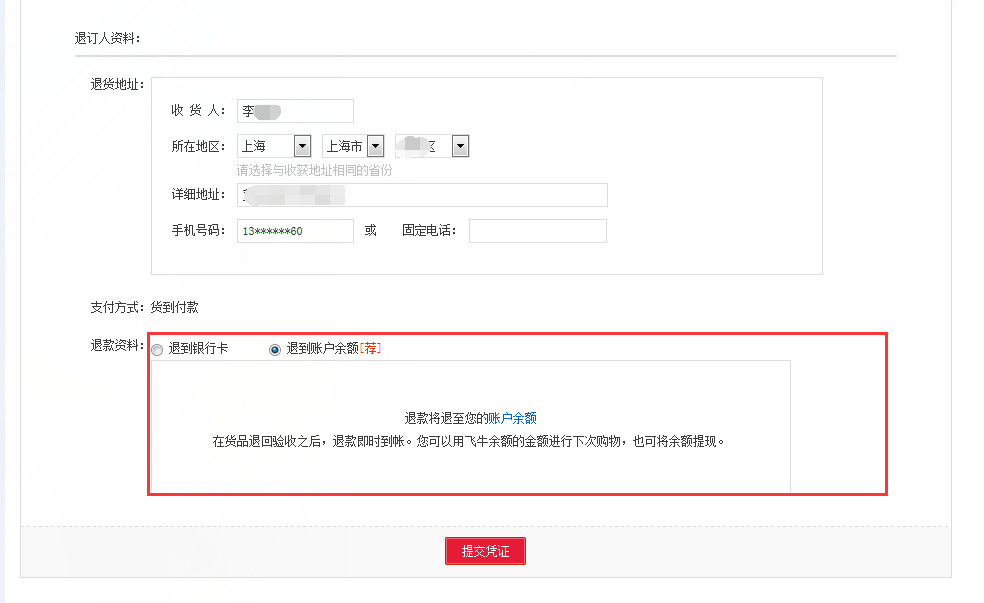 退订人资料：
退货地址：
收 货 人： 李
所在地区： 上海 上海市 区
请选择与收获地址相同的省份
详细地址：
手机号码： 13******60 或 固定电话：
支付方式： 货到付款
退款资料： 退到银行卡 退到账户余额[荐]
退款将退至您的账户余额
在货品退回验收之后，退款即时到帐。您可以用飞牛余额的金额进行下次购物，也可将余额提现。
提交凭证